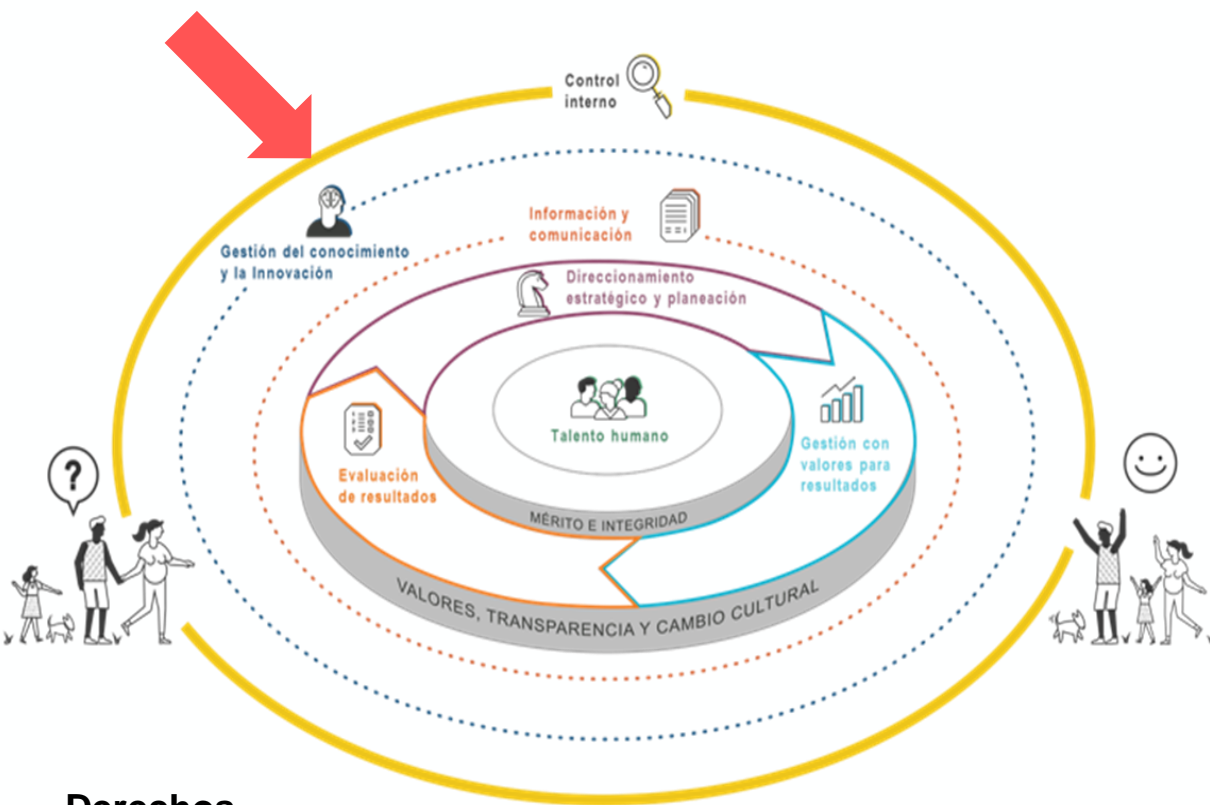 Control
interno
Información y
comunicación
Gestión del conocimiento
y la Innovación
Direccionamiento
estratégico y planeación
Talento humano
Gestión con
valores para
resultados
Evaluación
de resultados
?
MÉRITO E INTEGRIDAD
VALORES, TRANSPARENCIA Y CAMBIO CULTURAL
Derechos